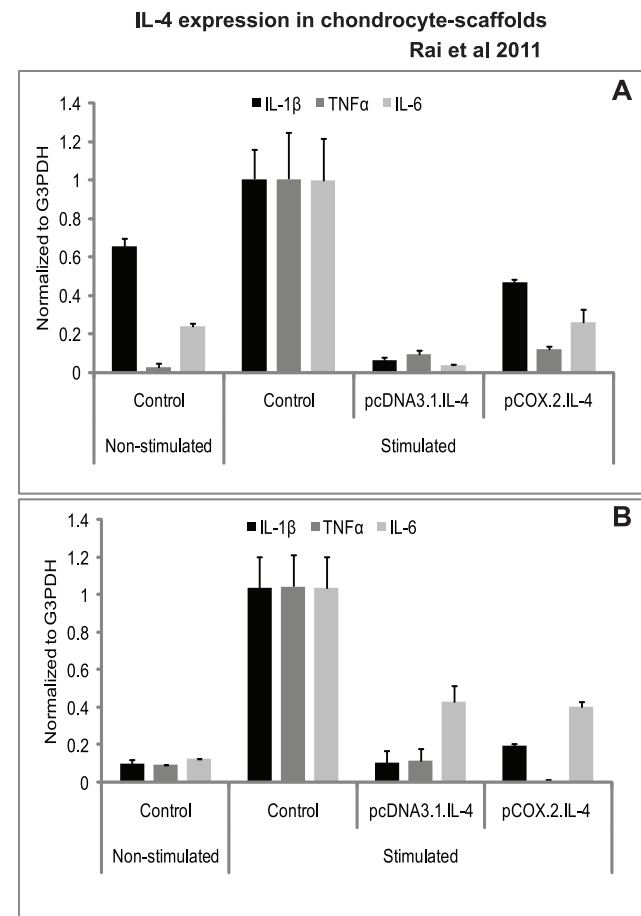 IL-4 expression in chondrocyte-scaffolds
Rai et al 2011
A
IL-1β TNFα IL-6
Normalized to G3PDH
1.4
1.2
1
0.8
0.6
0.4
0.2
0
Control Control pcDNA3.1.IL-4 pCOX.2.IL-4
Non-stimulated Stimulated
B
IL-1β TNFα IL-6
Normalized to G3PDH
1.4
1.2
1
0.8
0.6
0.4
0.2
0
Control Control pcDNA3.1.IL-4 pCOX.2.IL-4
Non-stimulated Stimulated